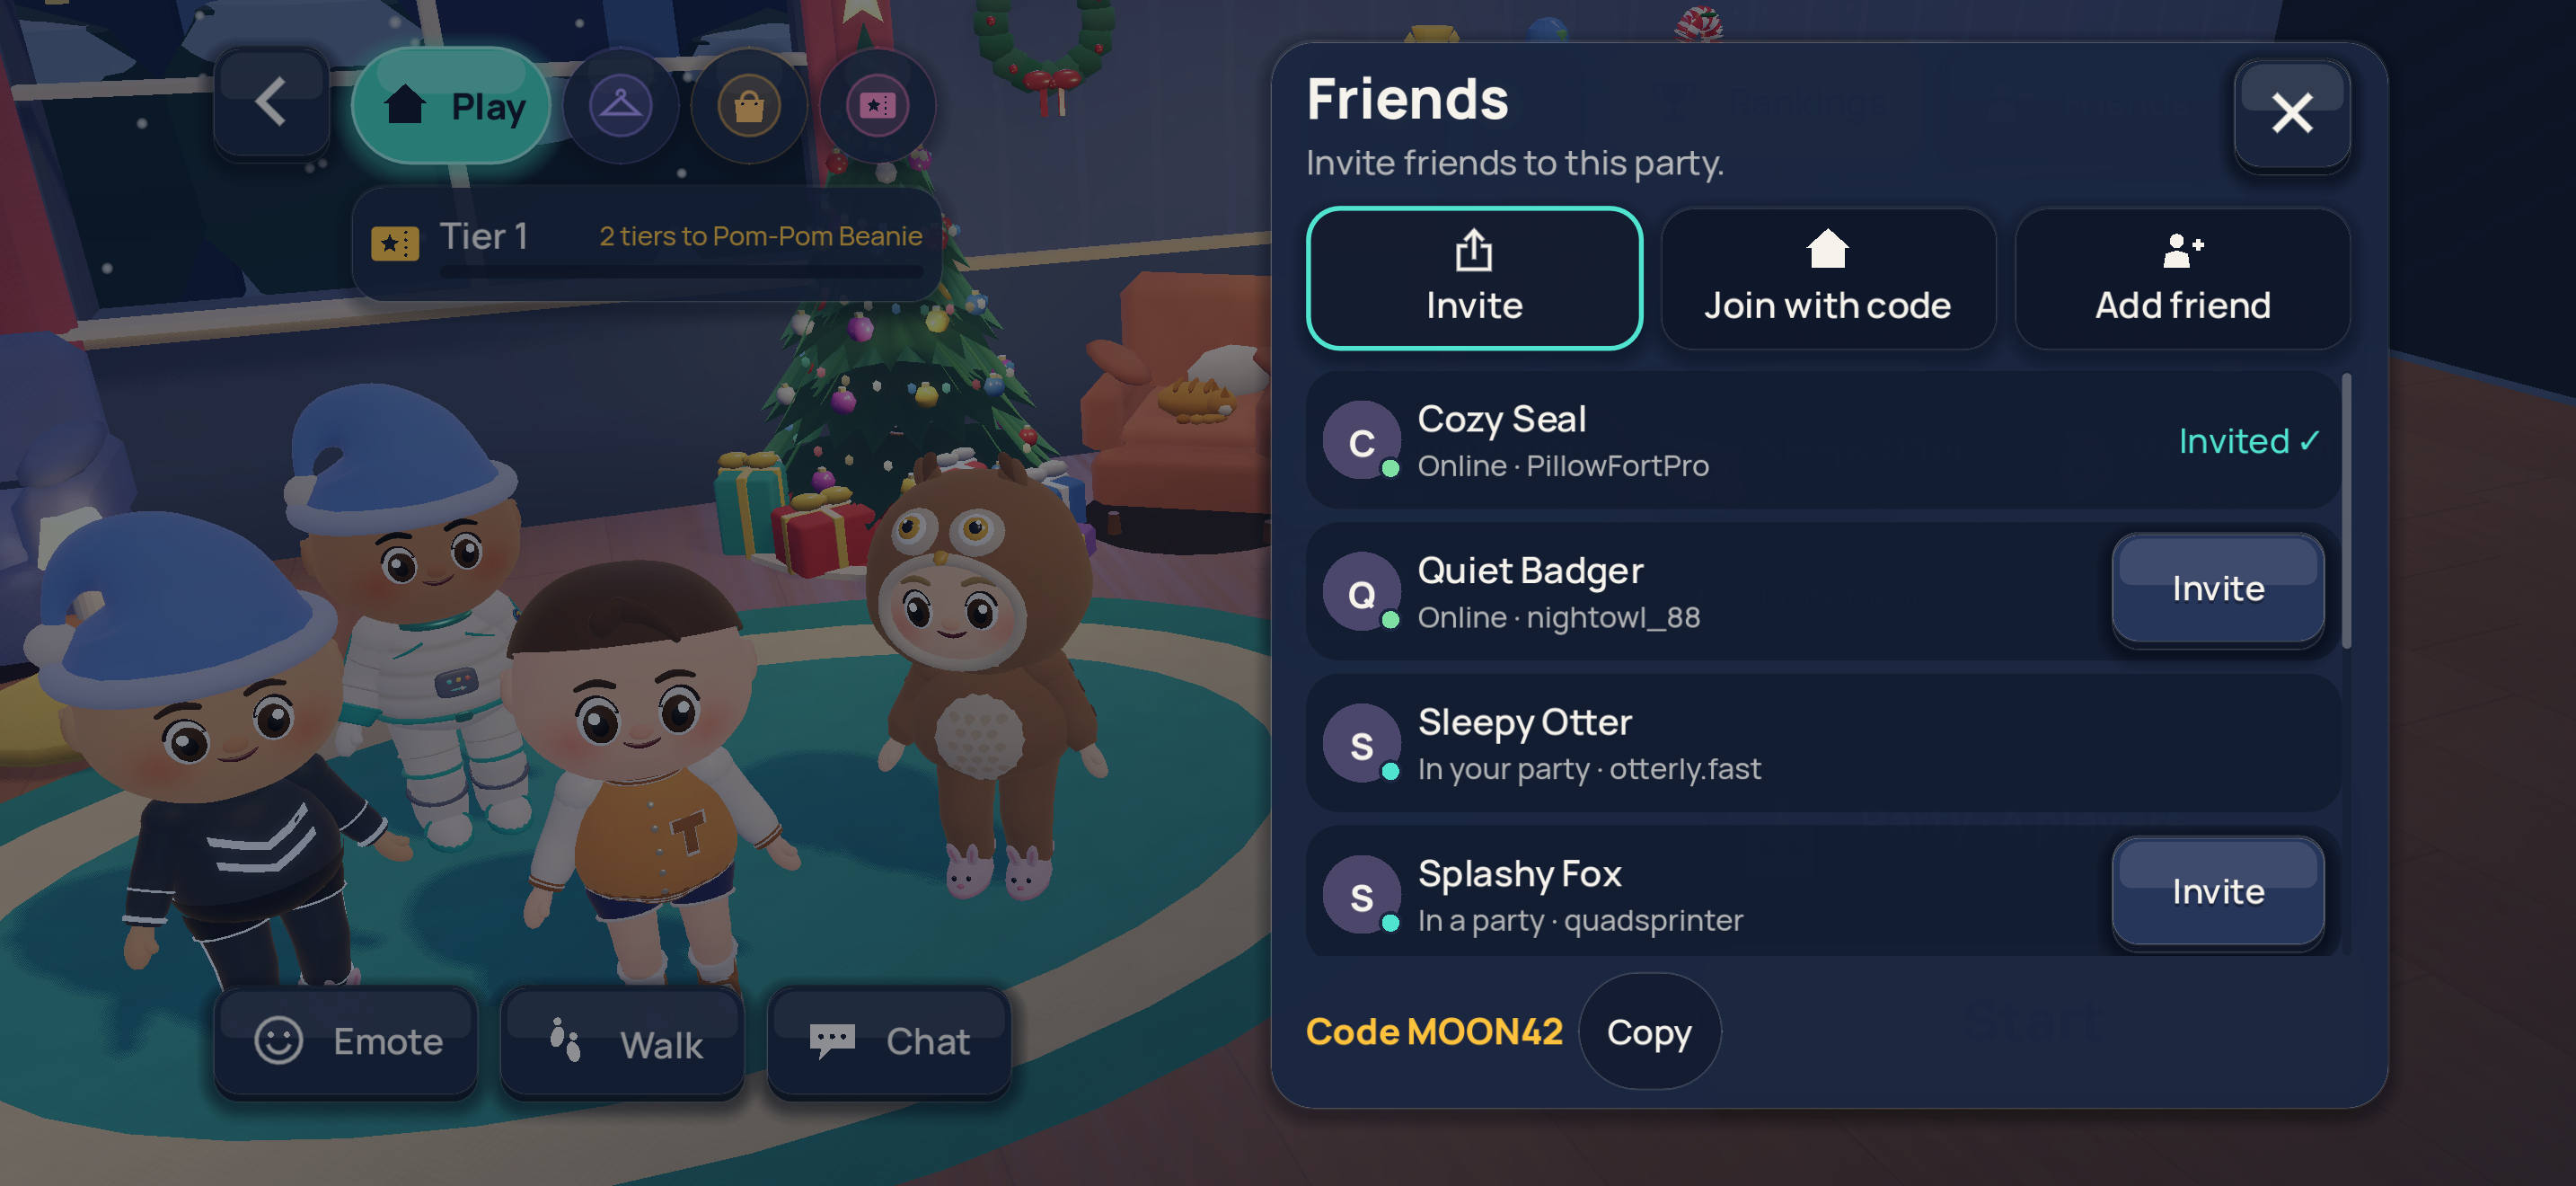 Play
Tier 1
2 tiers to Pom-Pom Beanie
Friends
Invite friends to this party.
Invite
Join with code
Add friend
C
Cozy Seal
Online · PillowFortPro
Invited ✓
Q
Quiet Badger
Online · nightowl_88
Invite
S
Sleepy Otter
In your party · otterly.fast
S
Splashy Fox
In a party · quadsprinter
Invite
Code MOON42
Copy
T
Emote
Walk
Chat
Start